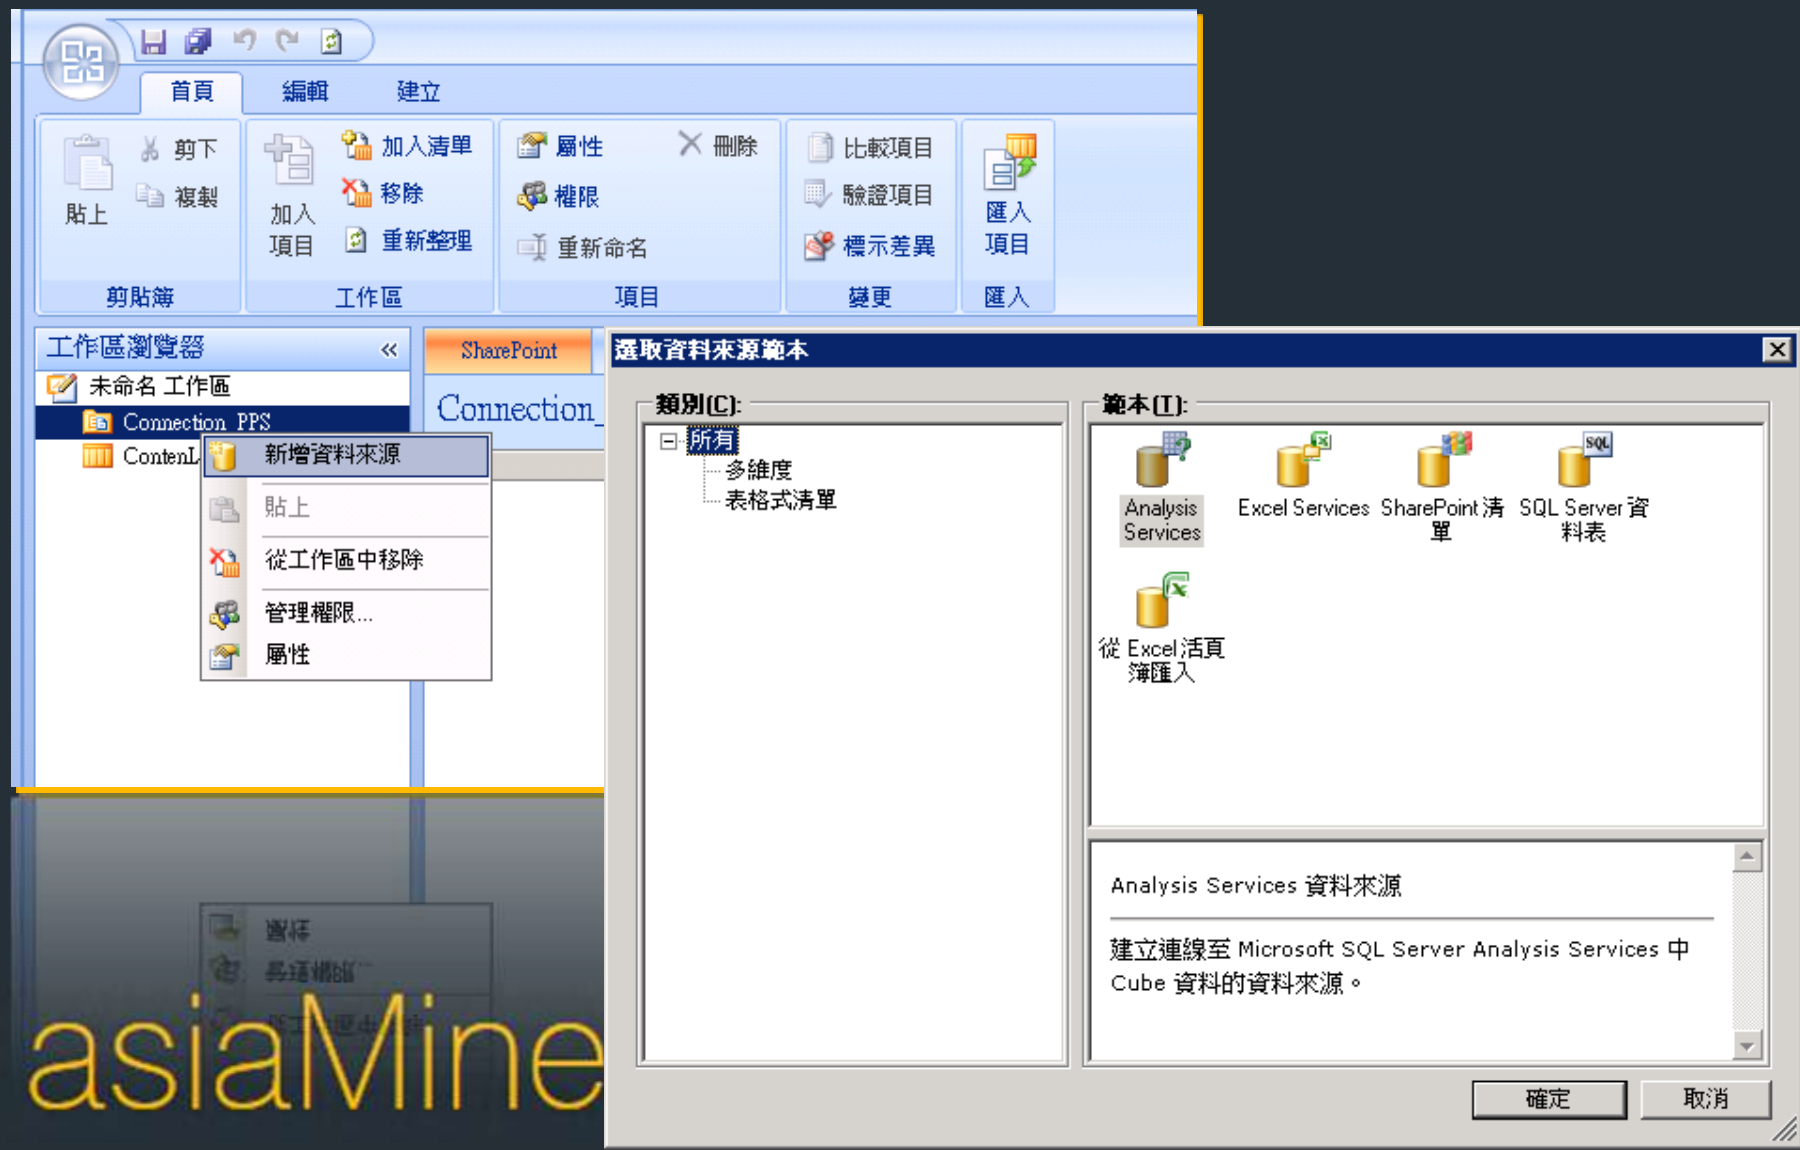 首頁 編輯 建立
貼上
剪下
複製
剪貼簿
加入
項目
加入清單
移除
重新整理
工作區
屬性
刪除
權限
重新命名
項目
比較項目
驗證項目
標示差異
變更
匯入
項目
匯入
工作區瀏覽器 «
未命名 工作區
Connection_PPS
ContenL
新增資料來源
貼上
從工作區中移除
管理權限...
屬性
SharePoint
Connection_
選取資料來源範本
類別(C):
所有
多維度
表格式清單
範本(T):
Analysis
Services
Excel Services
SharePoint 清
單
SQL
SQL Server 資
料表
從 Excel 活頁
簿匯入
Analysis Services 資料來源
建立連線至 Microsoft SQL Server Analysis Services 中
Cube 資料的資料來源。
確定
取消
asiaMine